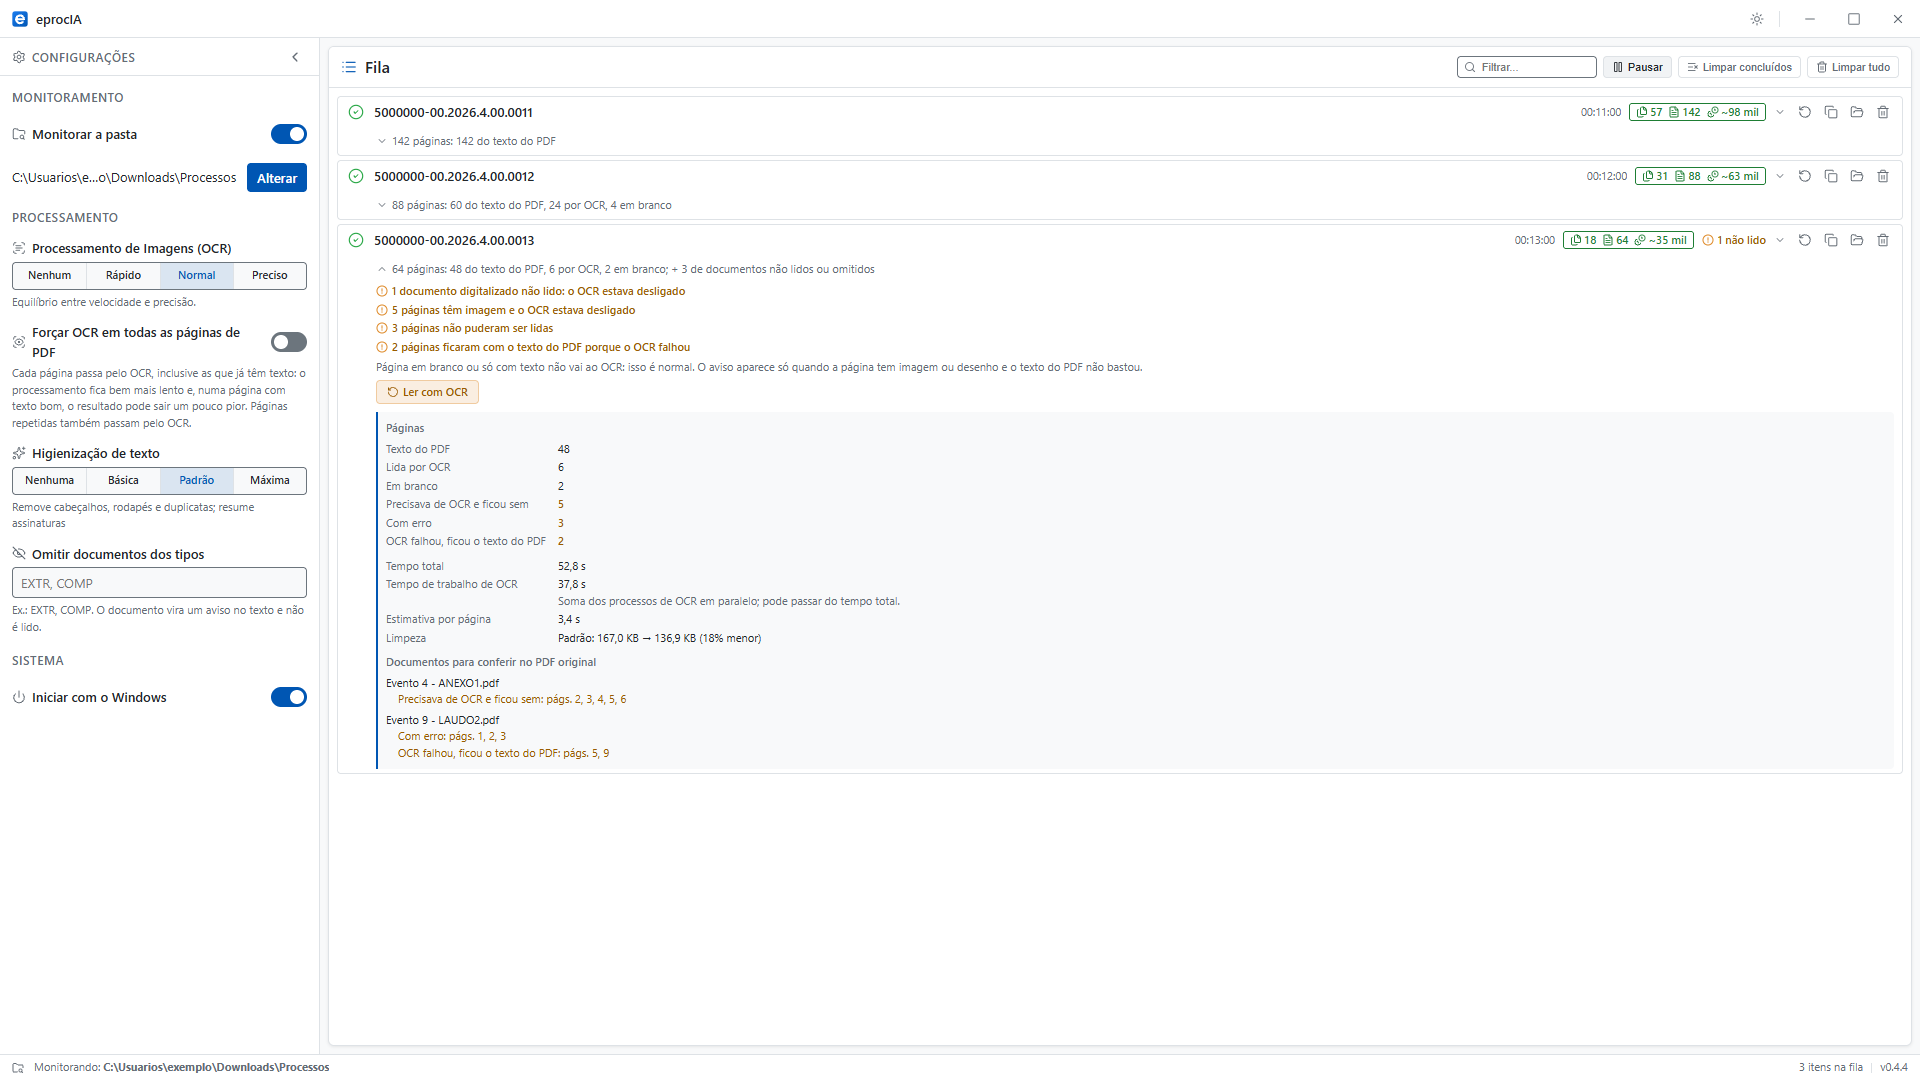 eprocIA
CONFIGURAÇÕES
MONITORAMENTO
Monitorar a pasta
C:\Usuarios\e...o\Downloads\Processos
Alterar
PROCESSAMENTO
Processamento de Imagens (OCR)
Nenhum Rápido Normal Preciso
Equilíbrio entre velocidade e precisão.
Forçar OCR em todas as páginas de
PDF
Cada página passa pelo OCR, inclusive as que já têm texto: o
processamento fica bem mais lento e, numa página com
texto bom, o resultado pode sair um pouco pior. Páginas
repetidas também passam pelo OCR.
Higienização de texto
Nenhuma Básica Padrão Máxima
Remove cabeçalhos, rodapés e duplicatas; resume
assinaturas
Omitir documentos dos tipos
EXTR, COMP
Ex.: EXTR, COMP. O documento vira um aviso no texto e não
é lido.
SISTEMA
Iniciar com o Windows
Fila
Filtrar... Pausar Limpar concluídos Limpar tudo
5000000-00.2026.4.00.0011 00:11:00 57 142 ~98 mil
142 páginas: 142 do texto do PDF
5000000-00.2026.4.00.0012 00:12:00 31 88 ~63 mil
88 páginas: 60 do texto do PDF, 24 por OCR, 4 em branco
5000000-00.2026.4.00.0013 00:13:00 18 64 ~35 mil 1 não lido
64 páginas: 48 do texto do PDF, 6 por OCR, 2 em branco; + 3 de documentos não lidos ou omitidos
1 documento digitalizado não lido: o OCR estava desligado
5 páginas têm imagem e o OCR estava desligado
3 páginas não puderam ser lidas
2 páginas ficaram com o texto do PDF porque o OCR falhou
Página em branco ou só com texto não vai ao OCR: isso é normal. O aviso aparece só quando a página tem imagem ou desenho e o texto do PDF não bastou.
Ler com OCR
Páginas
Texto do PDF 48
Lida por OCR 6
Em branco 2
Precisava de OCR e ficou sem 5
Com erro 3
OCR falhou, ficou o texto do PDF 2
Tempo total 52,8 s
Tempo de trabalho de OCR 37,8 s
Soma dos processos de OCR em paralelo; pode passar do tempo total.
Estimativa por página 3,4 s
Limpeza Padrão: 167,0 KB → 136,9 KB (18% menor)
Documentos para conferir no PDF original
Evento 4 - ANEXO1.pdf
Precisava de OCR e ficou sem: págs. 2, 3, 4, 5, 6
Evento 9 - LAUDO2.pdf
Com erro: págs. 1, 2, 3
OCR falhou, ficou o texto do PDF: págs. 5, 9
Monitorando: C:\Usuarios\exemplo\Downloads\Processos
3 itens na fila v0.4.4